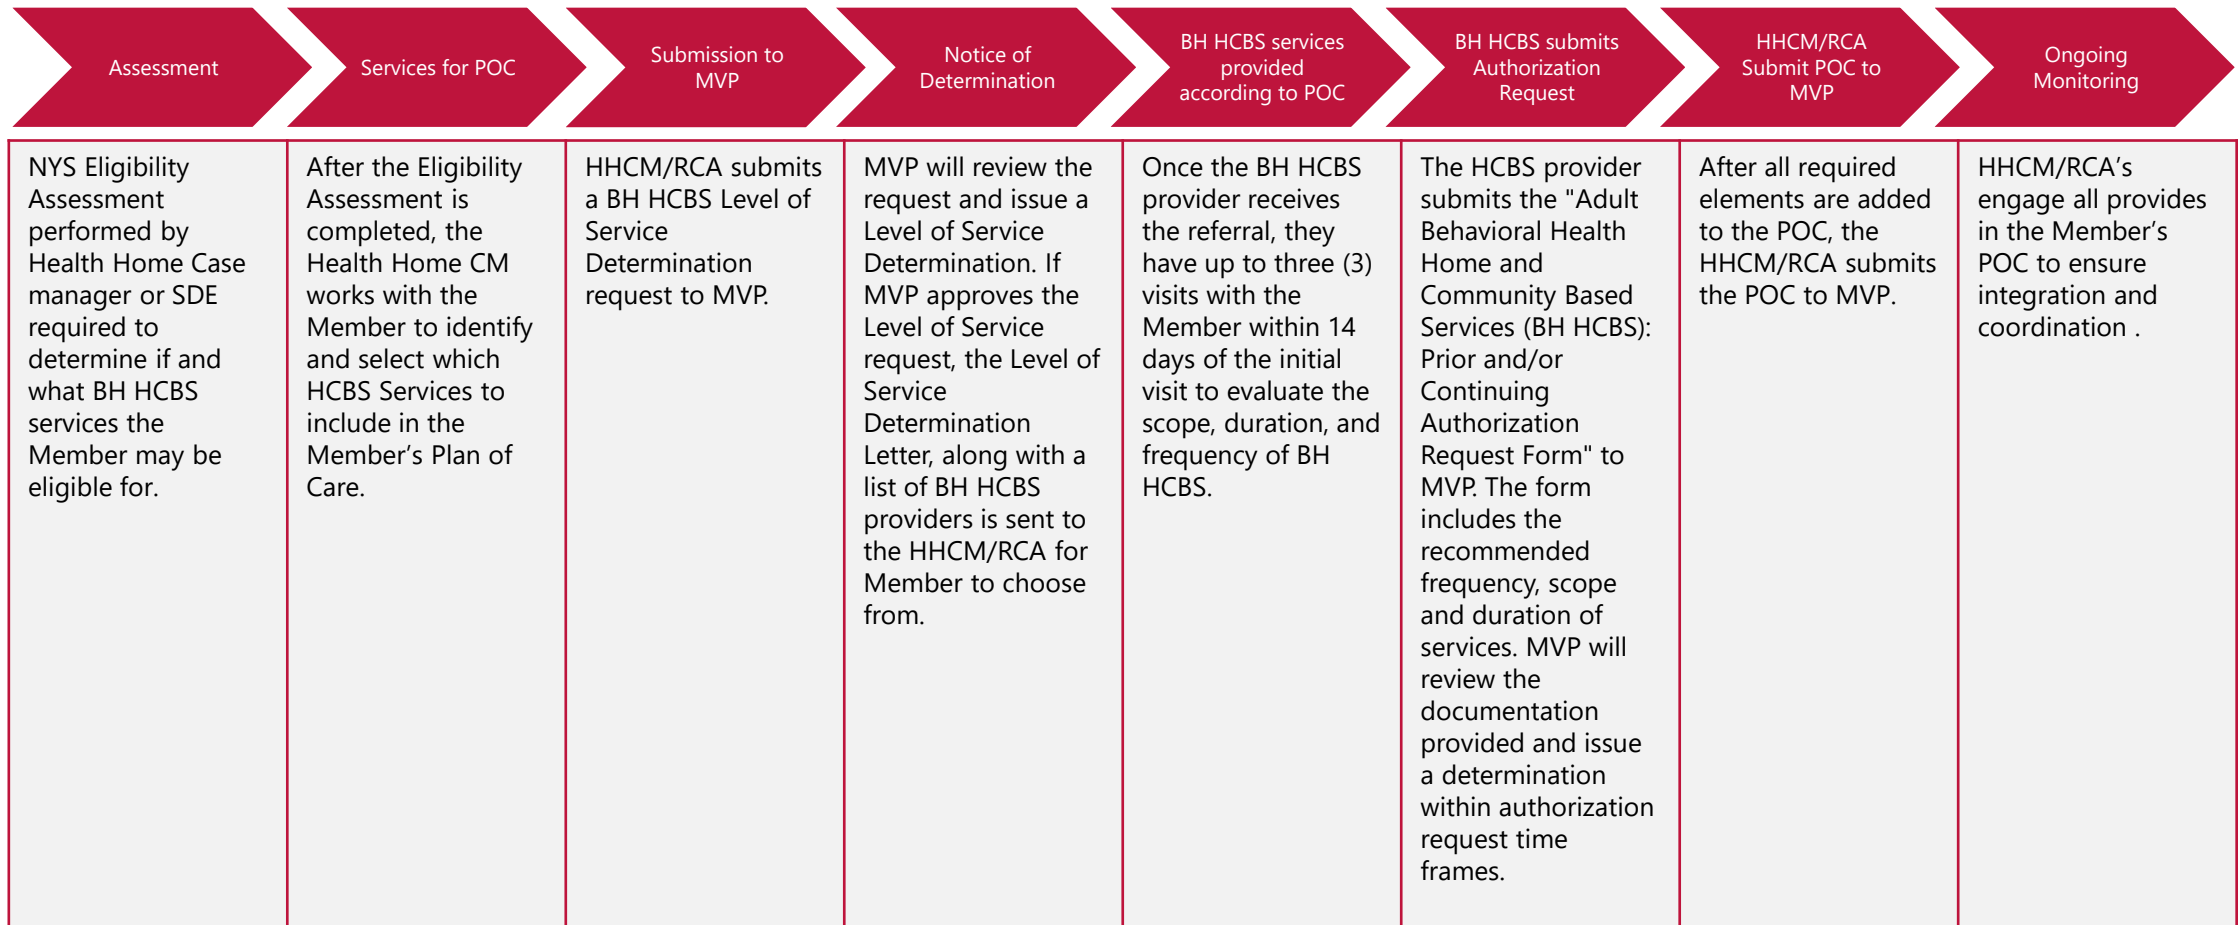 Assessment
Services for POC
Submission to
MVP
Notice of
Determination
BH HCBS services
provided
according to POC
BH HCBS submits
Authorization
Request
HHCM/RCA
Submit POC to
MVP
Ongoing
Monitoring
NYS Eligibility
Assessment
performed by
Health Home Case
manager or SDE
required to
determine if and
what BH HCBS
services the
Member may be
eligible for.
After the Eligibility
Assessment is
completed, the
Health Home CM
works with the
Member to identify
and select which
HCBS Services to
include in the
Member’s Plan of
Care.
HHCM/RCA submits
a BH HCBS Level of
Service
Determination
request to MVP.
MVP will review the
request and issue a
Level of Service
Determination. If
MVP approves the
Level of Service
request, the Level of
Service
Determination
Letter, along with a
list of BH HCBS
providers is sent to
the HHCM/RCA for
Member to choose
from.
Once the BH HCBS
provider receives
the referral, they
have up to three (3)
visits with the
Member within 14
days of the initial
visit to evaluate the
scope, duration, and
frequency of BH
HCBS.
The HCBS provider
submits the "Adult
Behavioral Health
Home and
Community Based
Services (BH HCBS):
Prior and/or
Continuing
Authorization
Request Form" to
MVP. The form
includes the
recommended
frequency, scope
and duration of
services. MVP will
review the
documentation
provided and issue
a determination
within authorization
request time
frames.
After all required
elements are added
to the POC, the
HHCM/RCA submits
the POC to MVP.
HHCM/RCA’s
engage all provides
in the Member’s
POC to ensure
integration and
coordination .